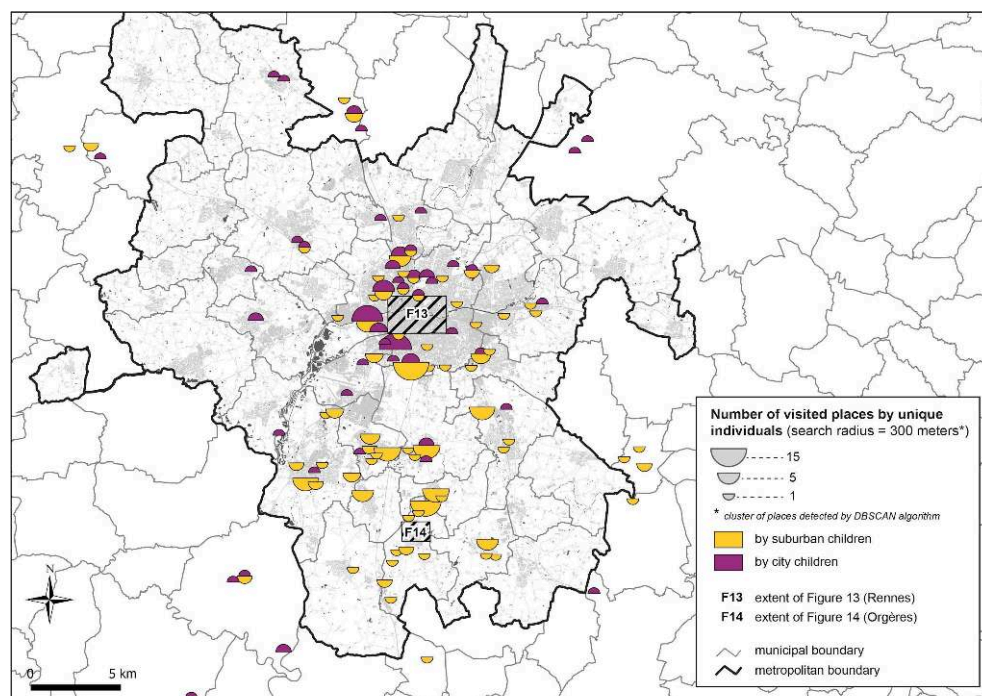 F13
F14
Number of visited places by unique
individuals (search radius = 300 meters*)
15
5
1
* cluster of places detected by DBSCAN algorithm
by suburban children
by city children
F13 extent of Figure 13 (Rennes)
F14 extent of Figure 14 (Orgères)
municipal boundary
metropolitan boundary
N
0 5 km